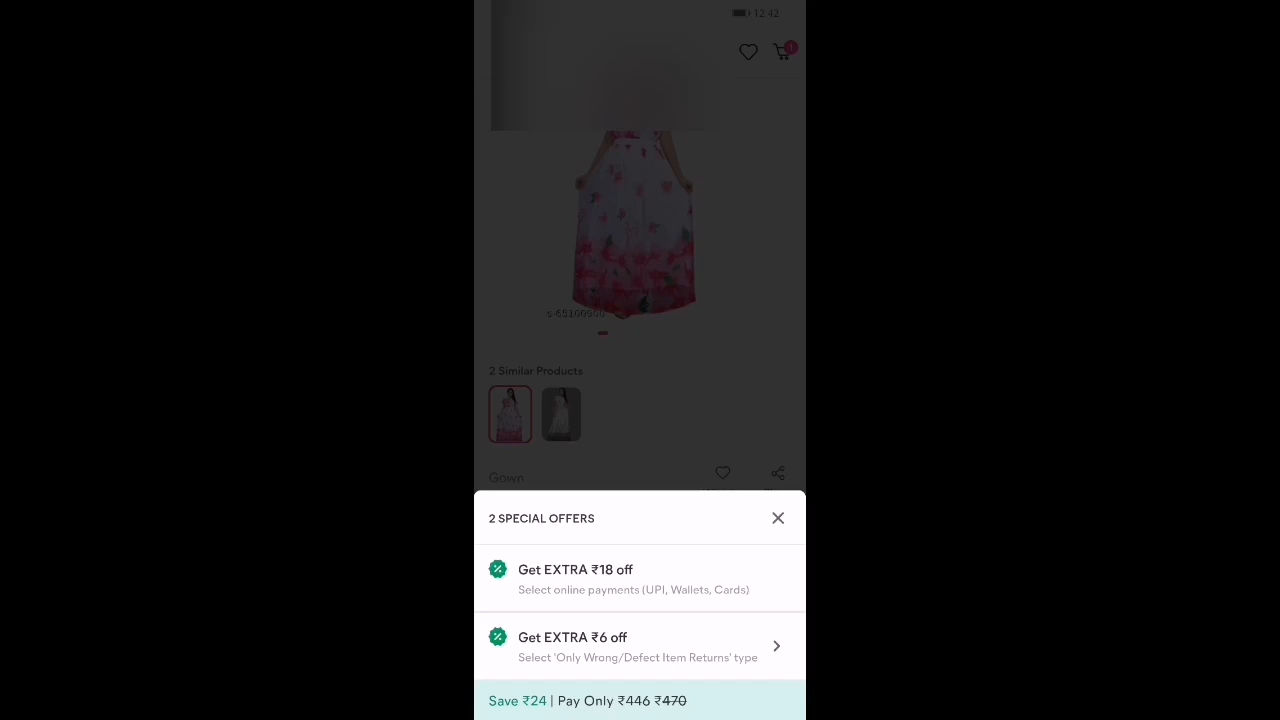 12:42
1
s-65100960
2 Similar Products
Gown
2 SPECIAL OFFERS
Get EXTRA ₹18 off
Select online payments (UPI, Wallets, Cards)
Get EXTRA ₹6 off
Select 'Only Wrong/Defect Item Returns' type
Save ₹24 | Pay Only ₹446 ₹470